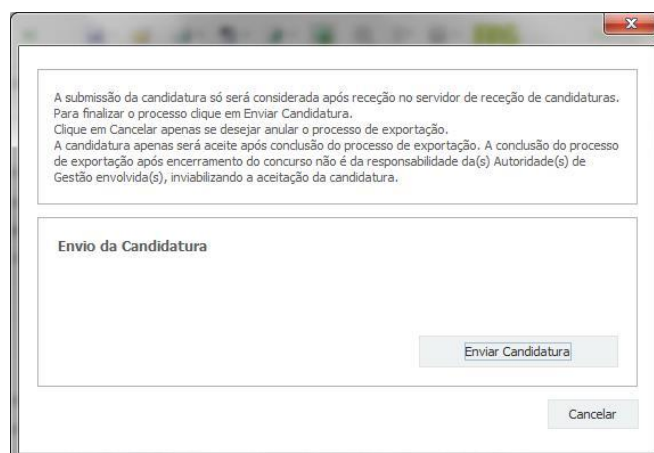 A submissão da candidatura só será considerada após receção no servidor de receção de candidaturas.
Para finalizar o processo clique em Enviar Candidatura.
Clique em Cancelar apenas se desejar anular o processo de exportação.
A candidatura apenas será aceite após conclusão do processo de exportação. A conclusão do processo
de exportação após encerramento do concurso não é da responsabilidade da(s) Autoridade(s) de
Gestão envolvida(s), inviabilizando a aceitação da candidatura.
Envio da Candidatura
Enviar Candidatura
Cancelar